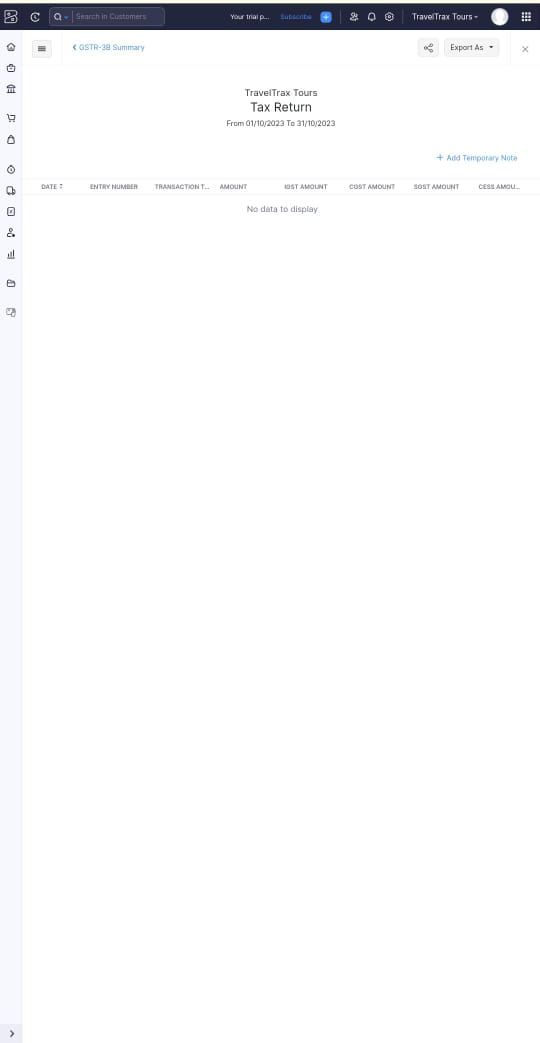 Search in Customers
Your trial p...
Subscribe
TravelTrax Tours
GSTR-3B Summary
Export As
TravelTrax Tours
Tax Return
From 01/10/2023 To 31/10/2023
Add Temporary Note
DATE ENTRY NUMBER TRANSACTION T... AMOUNT IGST AMOUNT CGST AMOUNT SGST AMOUNT CESS AMOU...
No data to display